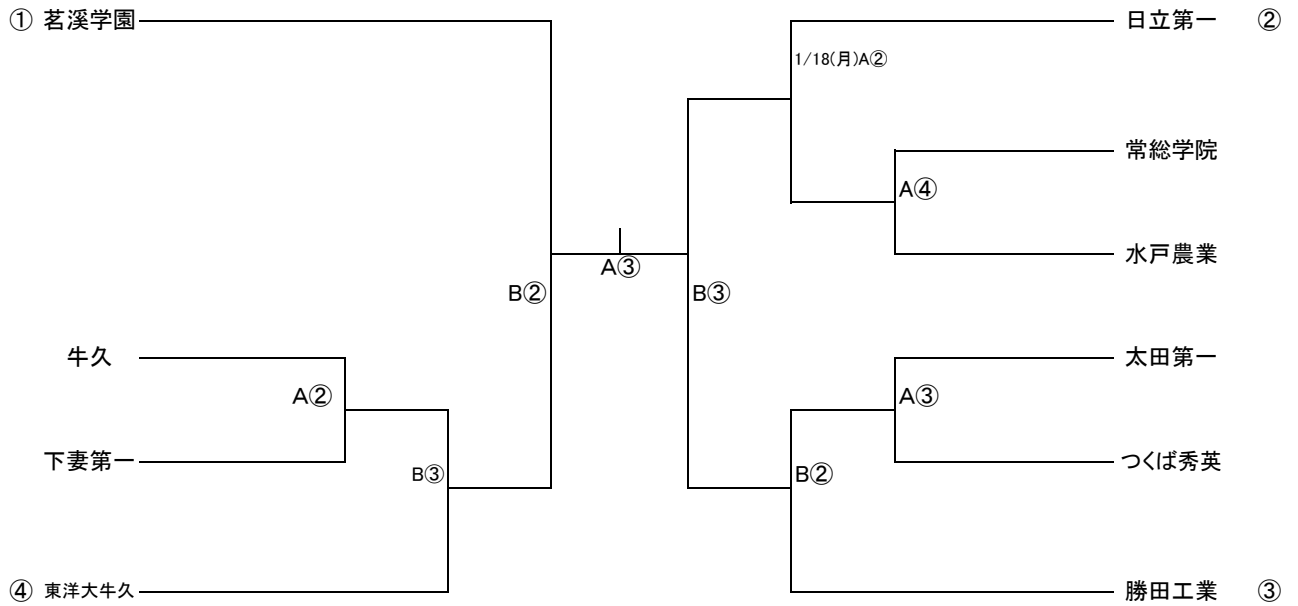 ① 茗溪学園
日立第一 ②
1/18(月)A②
常総学院
A④
水戸農業
A③
B②
B③
牛久
太田第一
A②
A③
下妻第一
つくば秀英
B③
B②
④ 東洋大牛久
勝田工業 ③